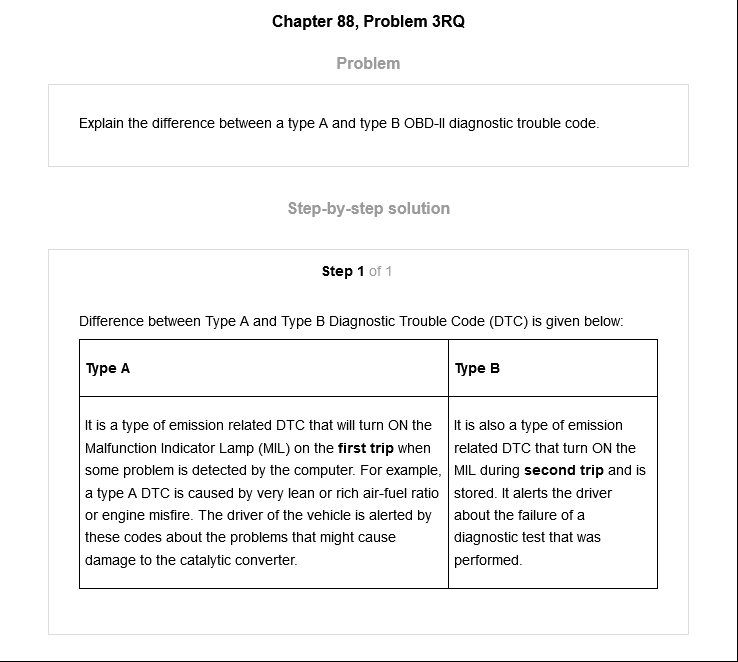 Chapter 88, Problem 3RQ
Problem
Explain the difference between a type A and type B OBD-II diagnostic trouble code.
Step-by-step solution
Step 1 of 1
Difference between Type A and Type B Diagnostic Trouble Code (DTC) is given below:
Type A
It is a type of emission related DTC that will turn ON the
Malfunction Indicator Lamp (MIL) on the first trip when
some problem is detected by the computer. For example,
a type A DTC is caused by very lean or rich air-fuel ratio
or engine misfire. The driver of the vehicle is alerted by
these codes about the problems that might cause
damage to the catalytic converter.
Type B
It is also a type of emission
related DTC that turn ON the
MIL during second trip and is
stored. It alerts the driver
about the failure of a
diagnostic test that was
performed.